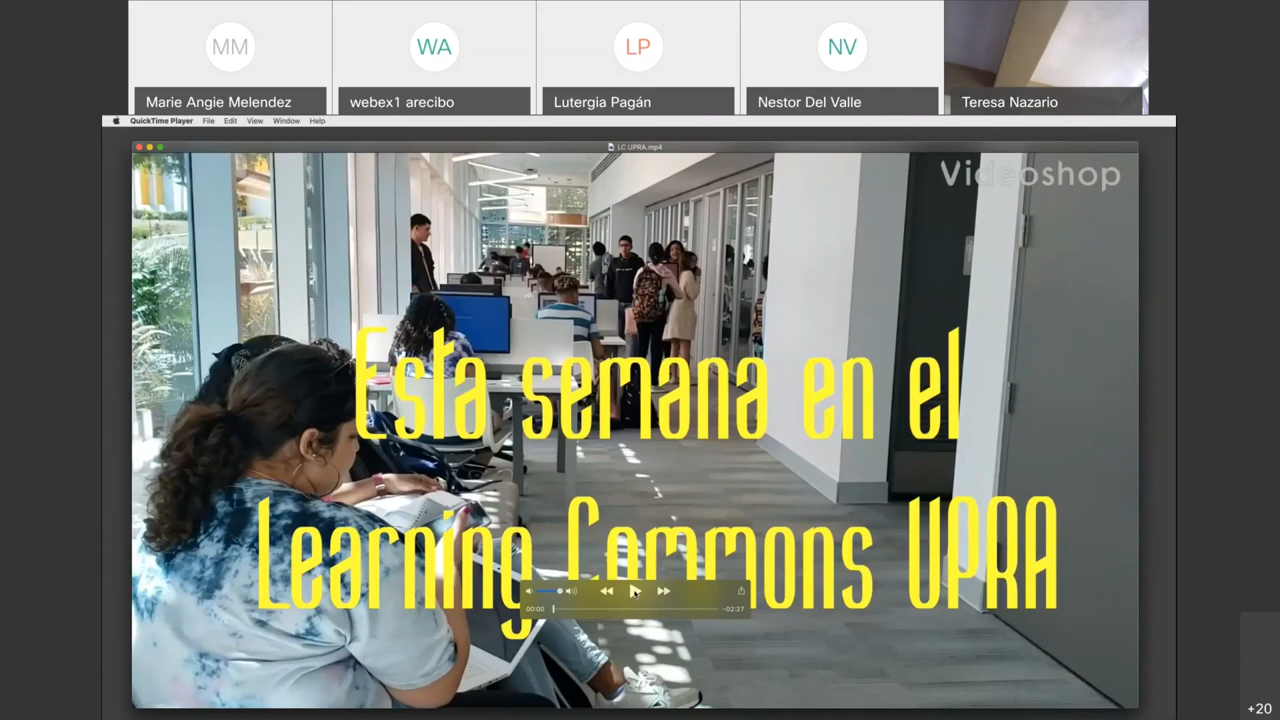 MM
WA
LP
NV
Marie Angie Melendez
webex1 arecibo
Lutergia Pagán
Nestor Del Valle
Teresa Nazario
QuickTime Player File Edit View Window Help
LC UPRA.mp4
Videoshop
Esta semana en el
Learning Commons UPRA
00:00
-02:27
+20